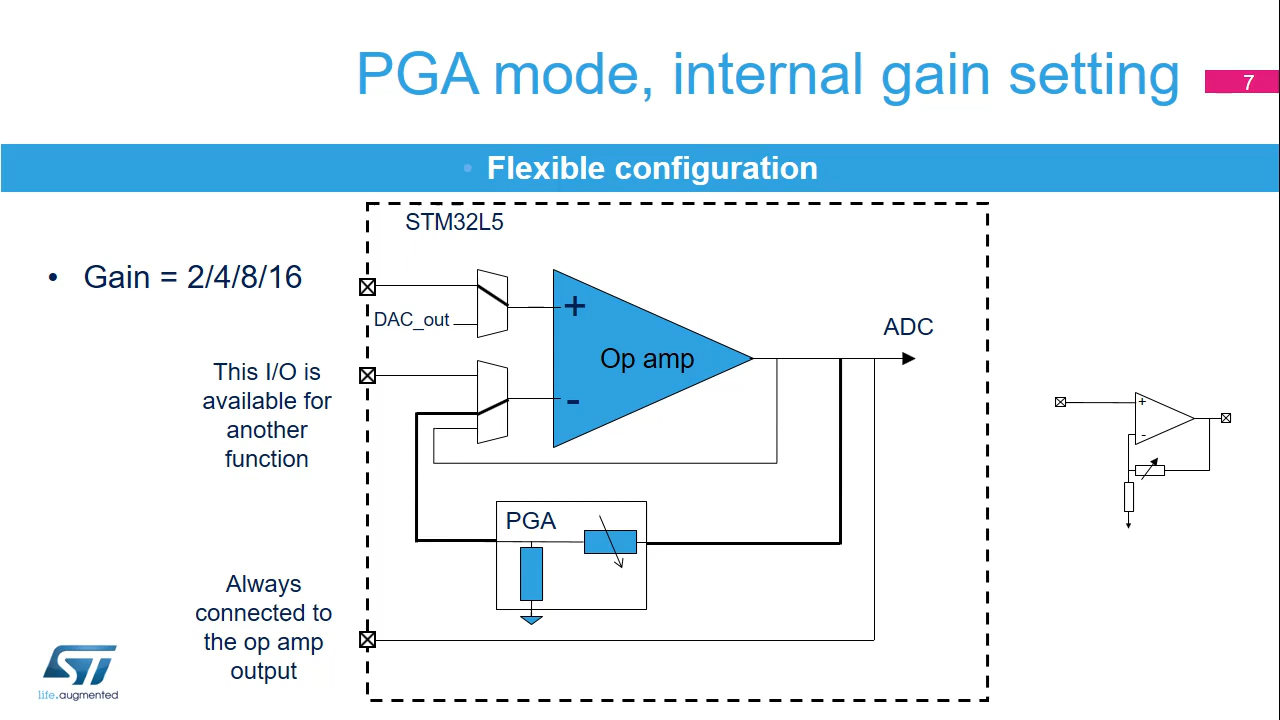 PGA mode, internal gain setting
7
• Flexible configuration
STM32L5
• Gain = 2/4/8/16
DAC_out
+
Op amp
-
ADC
This I/O is
available for
another
function
+
-
PGA
Always
connected to
the op amp
output
ST
life.augmented